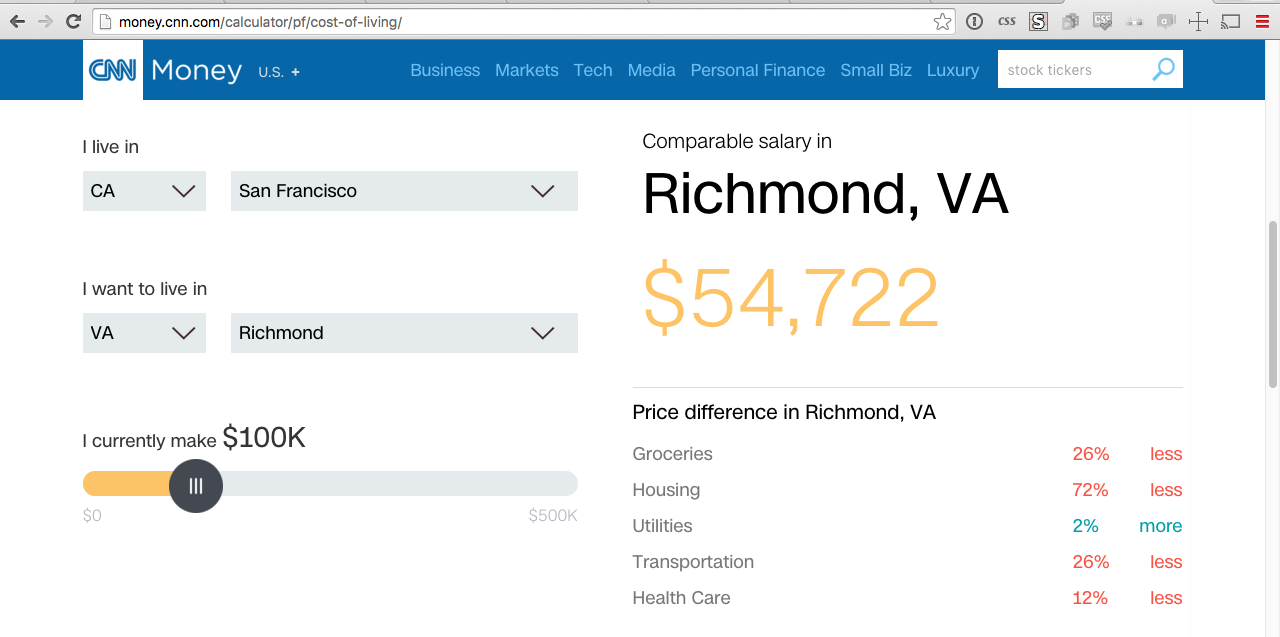 money.cnn.com/calculator/pf/cost-of-living/
CSS S CSS
CNN Money U.S. + Business Markets Tech Media Personal Finance Small Biz Luxury stock tickers
I live in
CA San Francisco
I want to live in
VA Richmond
I currently make $100K
$0 $500K
Comparable salary in
Richmond, VA
$54,722
Price difference in Richmond, VA
Groceries 26% less
Housing 72% less
Utilities 2% more
Transportation 26% less
Health Care 12% less